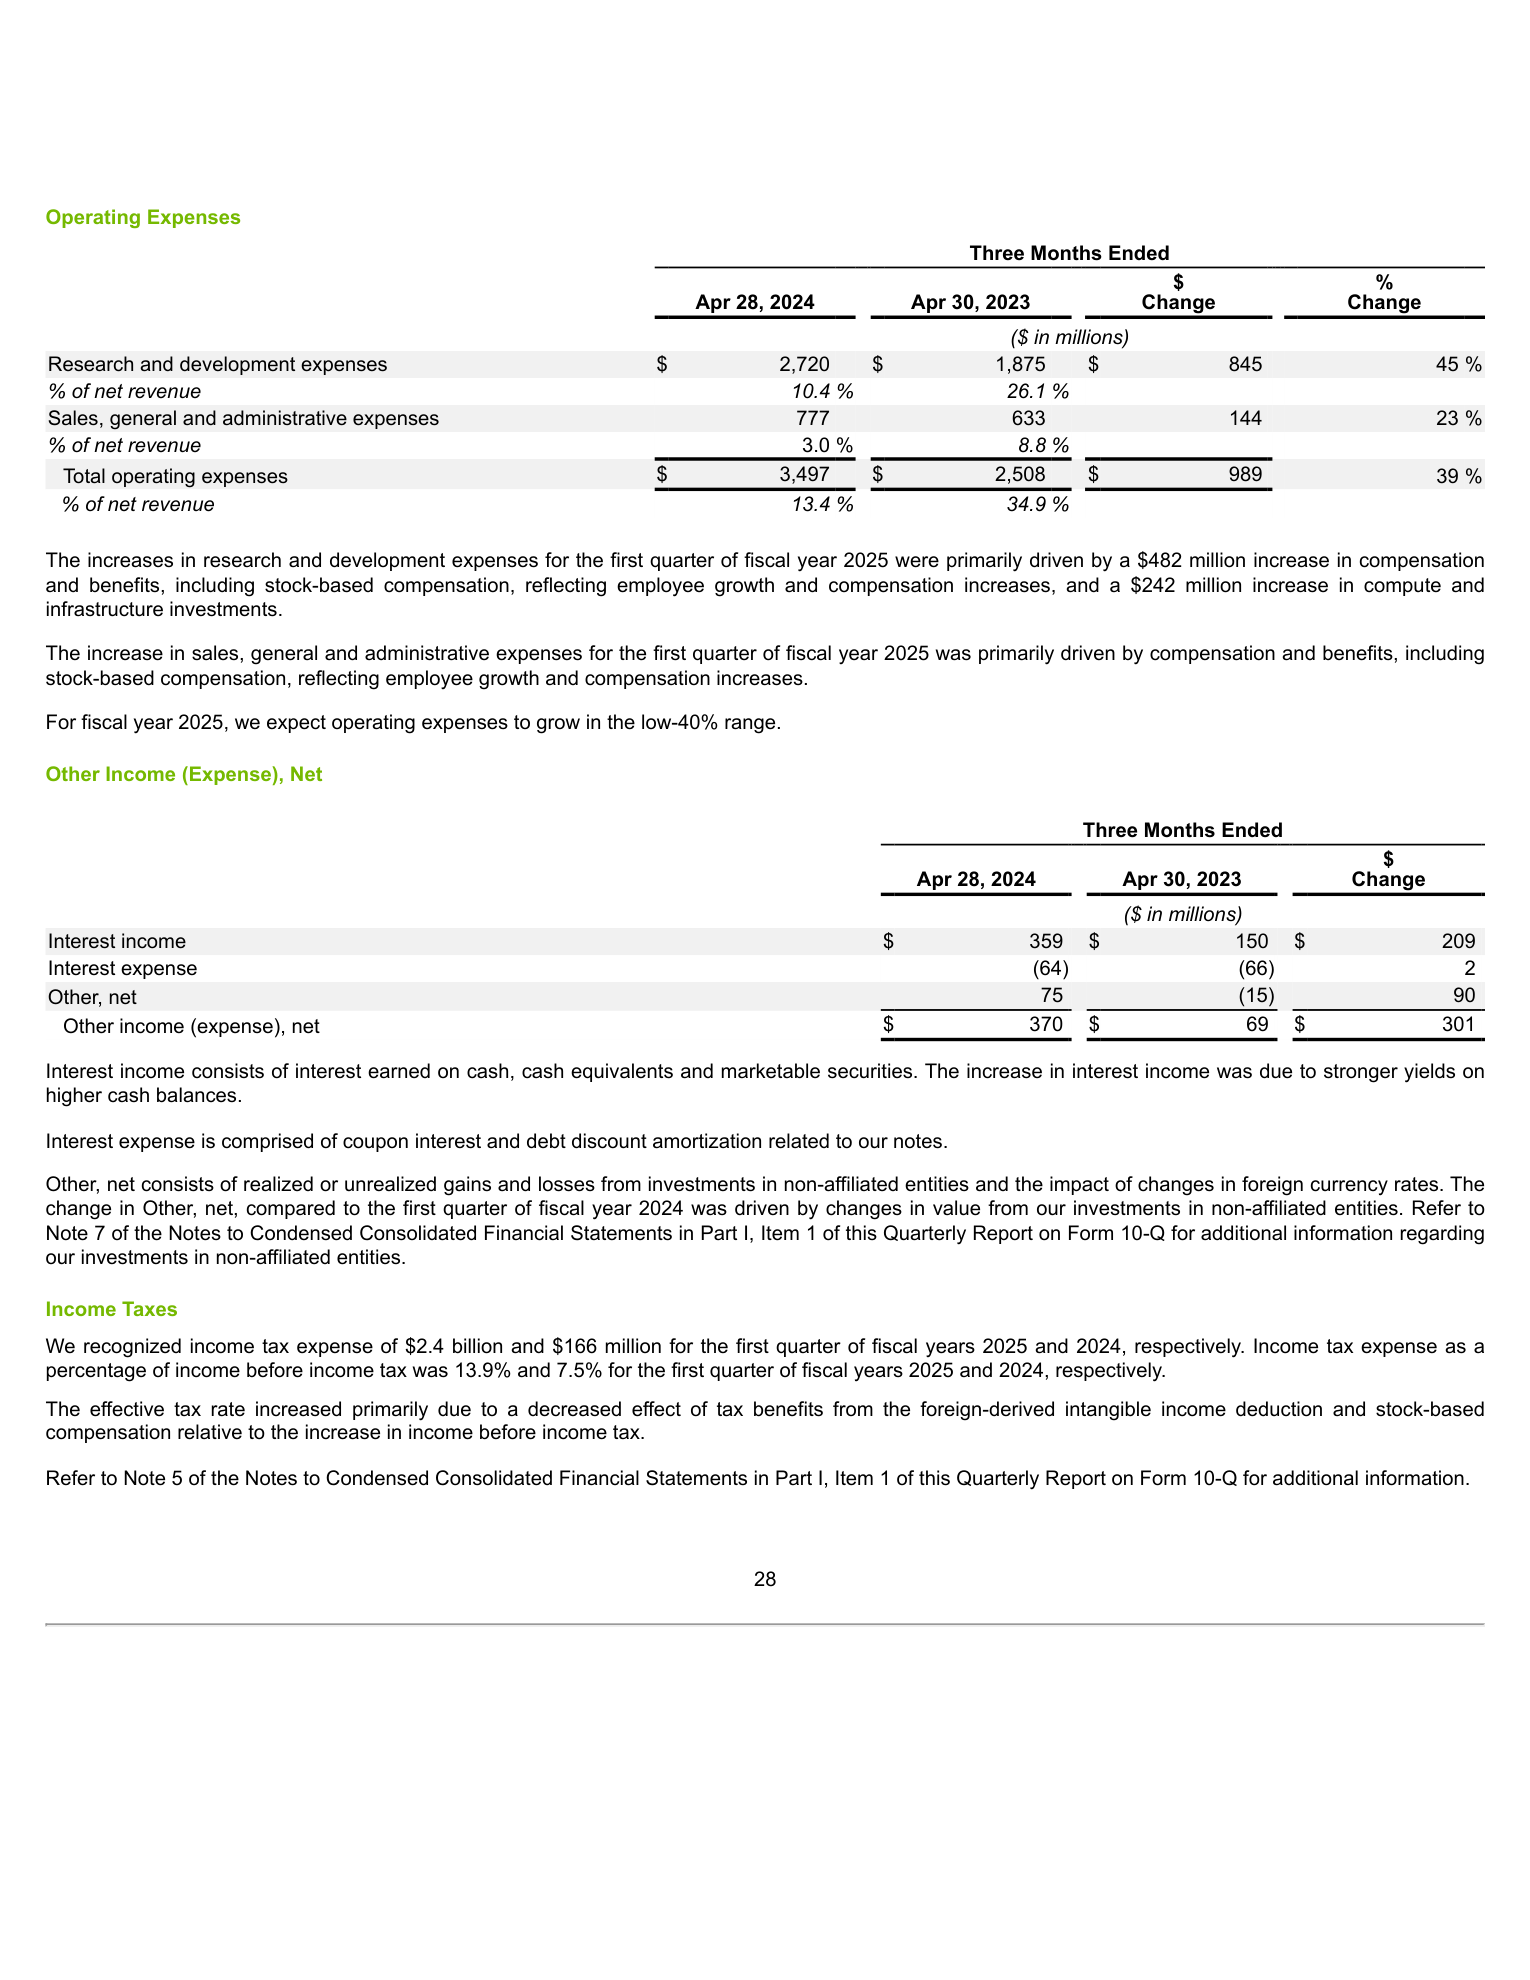 Operating Expenses
Three Months Ended
Apr 28, 2024 Apr 30, 2023 $ Change % Change
($ in millions)
Research and development expenses $ 2,720 $ 1,875 $ 845 45 %
% of net revenue 10.4 % 26.1 %
Sales, general and administrative expenses 777 633 144 23 %
% of net revenue 3.0 % 8.8 %
Total operating expenses $ 3,497 $ 2,508 $ 989 39 %
% of net revenue 13.4 % 34.9 %
The increases in research and development expenses for the first quarter of fiscal year 2025 were primarily driven by a $482 million increase in compensation
and benefits, including stock-based compensation, reflecting employee growth and compensation increases, and a $242 million increase in compute and
infrastructure investments.
The increase in sales, general and administrative expenses for the first quarter of fiscal year 2025 was primarily driven by compensation and benefits, including
stock-based compensation, reflecting employee growth and compensation increases.
For fiscal year 2025, we expect operating expenses to grow in the low-40% range.
Other Income (Expense), Net
Three Months Ended
Apr 28, 2024 Apr 30, 2023 $ Change
($ in millions)
Interest income $ 359 $ 150 $ 209
Interest expense (64) (66) 2
Other, net 75 (15) 90
Other income (expense), net $ 370 $ 69 $ 301
Interest income consists of interest earned on cash, cash equivalents and marketable securities. The increase in interest income was due to stronger yields on
higher cash balances.
Interest expense is comprised of coupon interest and debt discount amortization related to our notes.
Other, net consists of realized or unrealized gains and losses from investments in non-affiliated entities and the impact of changes in foreign currency rates. The
change in Other, net, compared to the first quarter of fiscal year 2024 was driven by changes in value from our investments in non-affiliated entities. Refer to
Note 7 of the Notes to Condensed Consolidated Financial Statements in Part I, Item 1 of this Quarterly Report on Form 10-Q for additional information regarding
our investments in non-affiliated entities.
Income Taxes
We recognized income tax expense of $2.4 billion and $166 million for the first quarter of fiscal years 2025 and 2024, respectively. Income tax expense as a
percentage of income before income tax was 13.9% and 7.5% for the first quarter of fiscal years 2025 and 2024, respectively.
The effective tax rate increased primarily due to a decreased effect of tax benefits from the foreign-derived intangible income deduction and stock-based
compensation relative to the increase in income before income tax.
Refer to Note 5 of the Notes to Condensed Consolidated Financial Statements in Part I, Item 1 of this Quarterly Report on Form 10-Q for additional information.
28